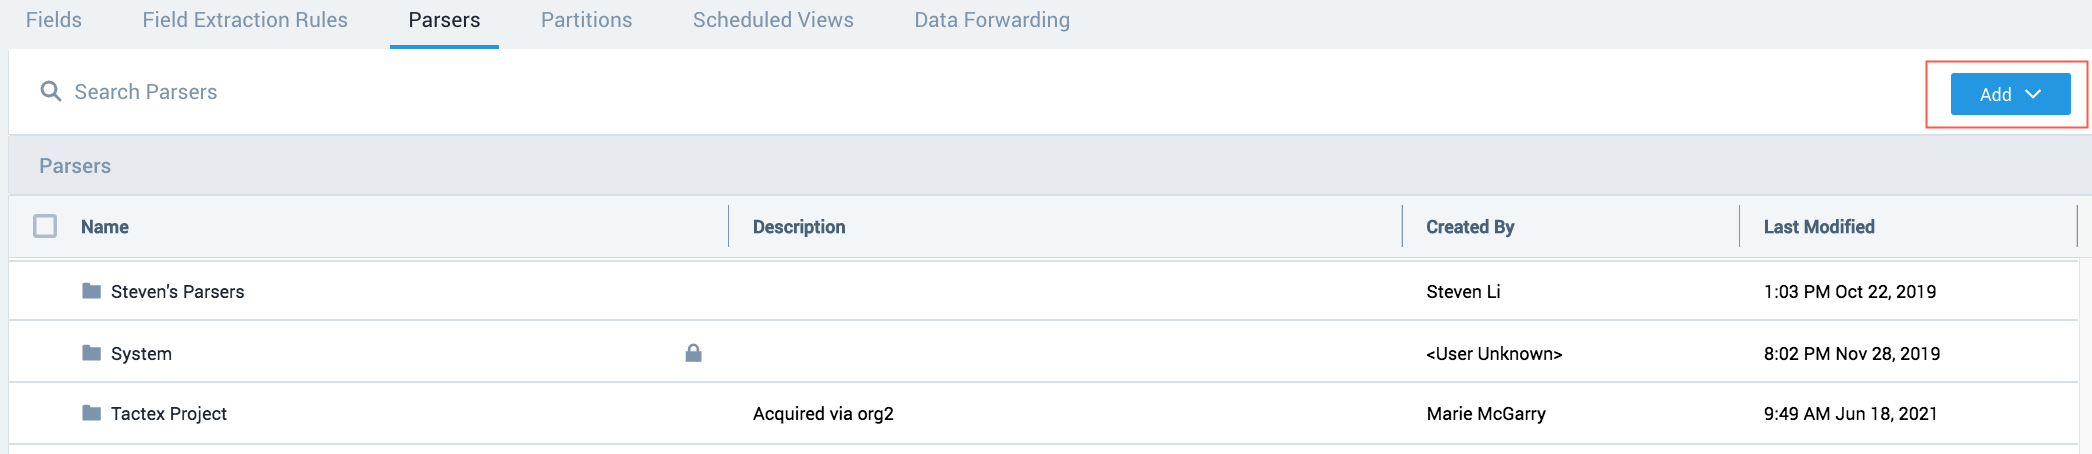 Fields Field Extraction Rules Parsers Partitions Scheduled Views Data Forwarding
Search Parsers Add
Parsers
Name Description Created By Last Modified
Steven's Parsers Steven Li 1:03 PM Oct 22, 2019
System <User Unknown> 8:02 PM Nov 28, 2019
Tactex Project Acquired via org2 Marie McGarry 9:49 AM Jun 18, 2021